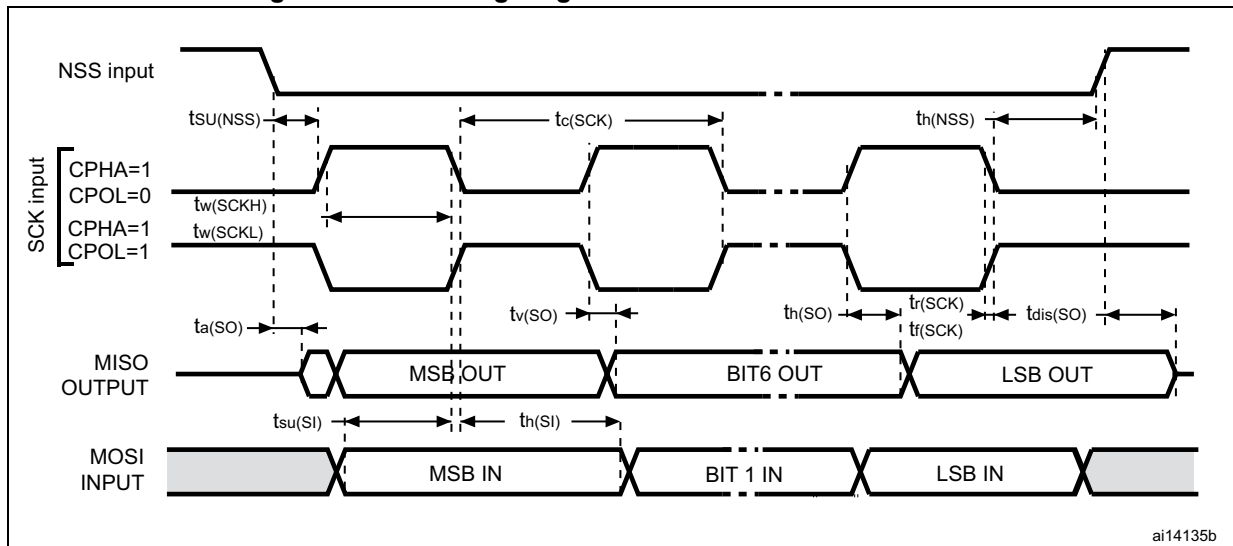 NSS input
tSU(NSS)
tc(SCK)
th(NSS)
SCK input
CPHA=1
CPOL=0
tw(SCKH)
CPHA=1
tw(SCKL)
CPOL=1
ta(SO)
tv(SO)
th(SO)
tr(SCK)
tf(SCK)
tdis(SO)
MISO
OUTPUT
MSB OUT
BIT6 OUT
LSB OUT
tsu(SI)
th(SI)
MOSI
INPUT
MSB IN
BIT 1 IN
LSB IN
ai14135b